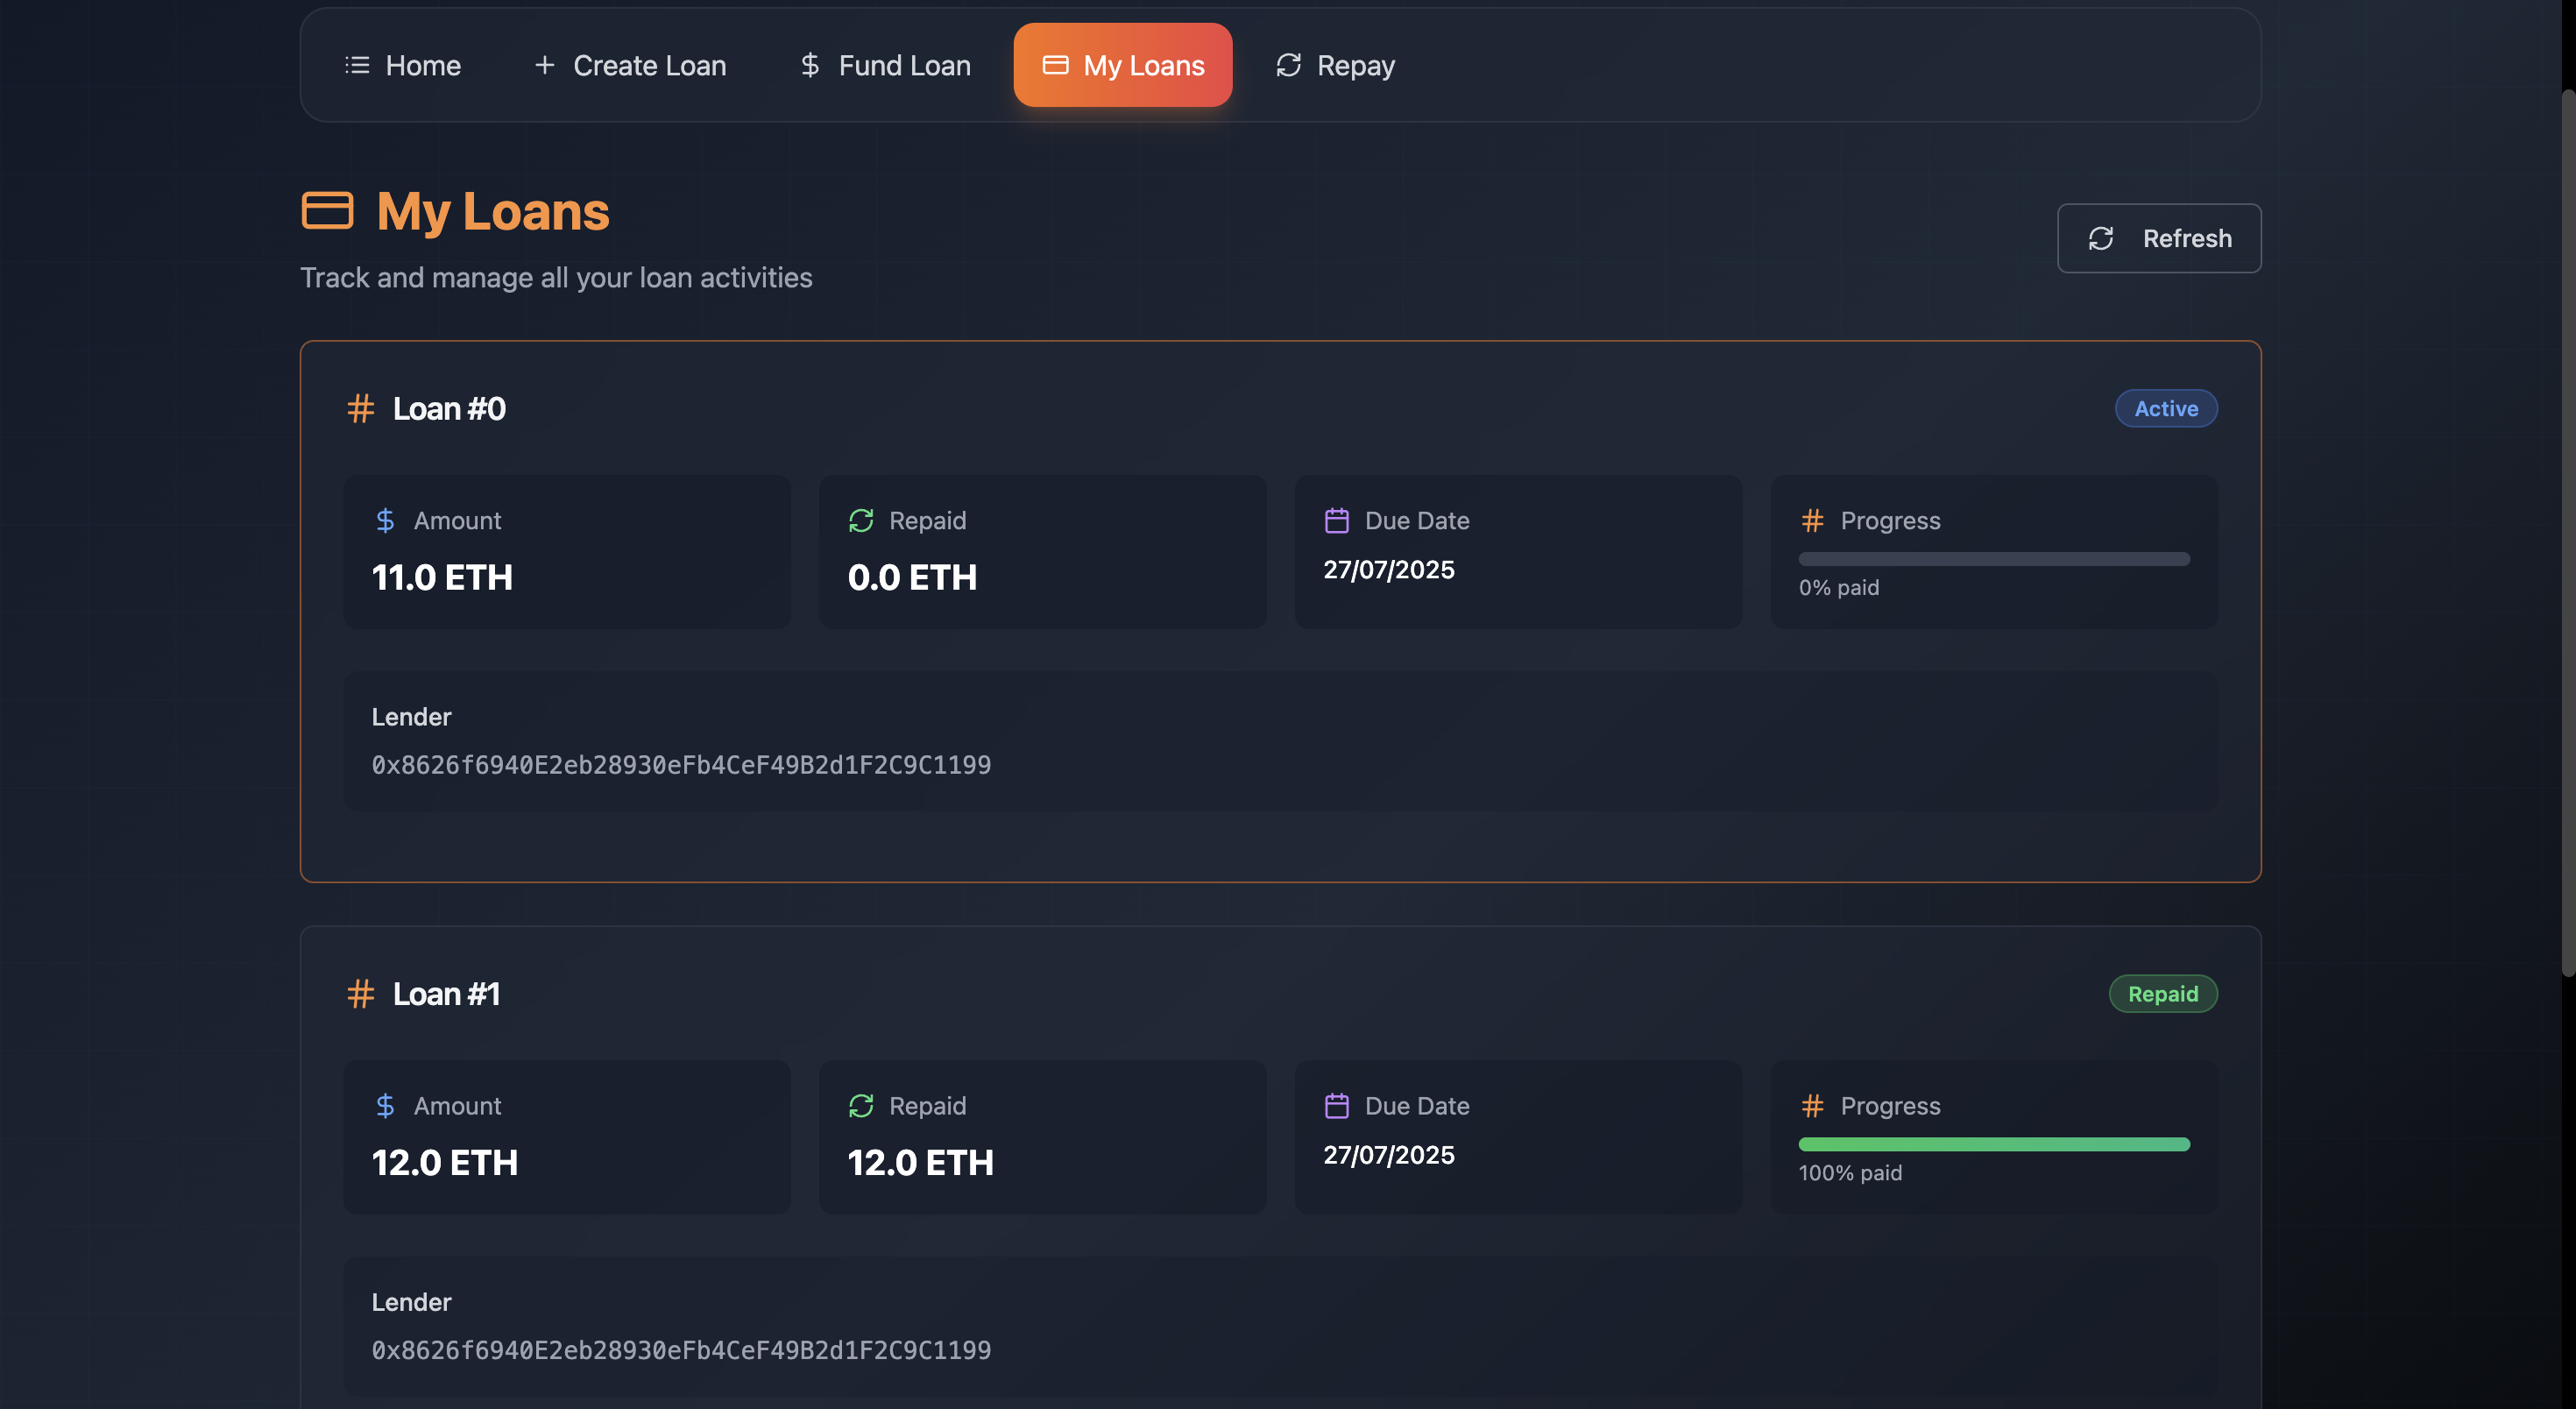 Home
Create Loan
Fund Loan
My Loans
Repay
My Loans
Track and manage all your loan activities
Refresh
# Loan #0
Active
Amount
11.0 ETH
Repaid
0.0 ETH
Due Date
27/07/2025
# Progress
0% paid
Lender
0x8626f6940E2eb28930eFb4CeF49B2d1F2C9C1199
# Loan #1
Repaid
Amount
12.0 ETH
Repaid
12.0 ETH
Due Date
27/07/2025
# Progress
100% paid
Lender
0x8626f6940E2eb28930eFb4CeF49B2d1F2C9C1199